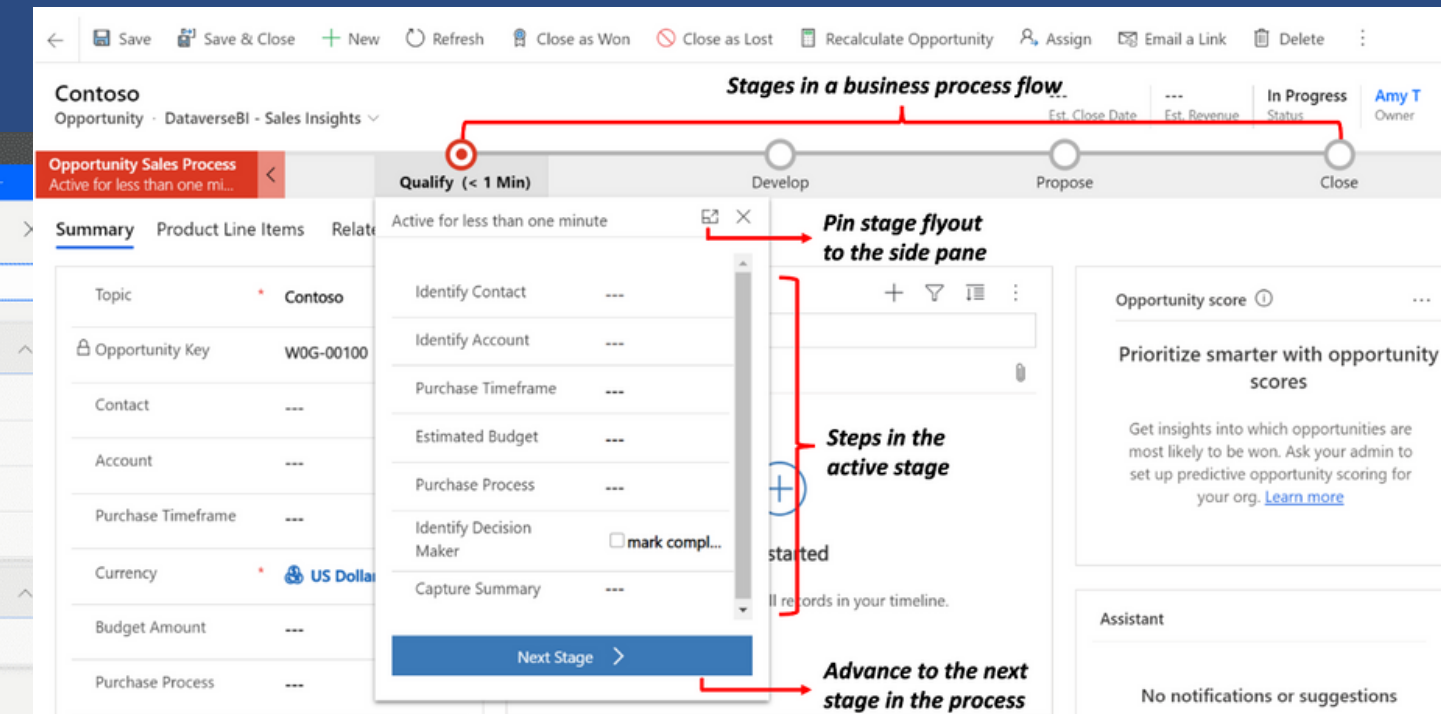 Save Save & Close New Refresh Close as Won Close as Lost Recalculate Opportunity Assign Email a Link Delete
Stages in a business process flow
Contoso
Opportunity · DataverseBI - Sales Insights
---
Est. Close Date
---
Est. Revenue
In Progress
Status
Amy T
Owner
Opportunity Sales Process
Active for less than one mi...
Qualify (< 1 Min)
Develop
Propose
Close
Summary Product Line Items Relate
Active for less than one minute
Pin stage flyout
to the side pane
Topic * Contoso
Opportunity Key W0G-00100
Contact ---
Account ---
Purchase Timeframe ---
Currency * US Dollar
Budget Amount ---
Purchase Process ---
Identify Contact ---
Identify Account ---
Purchase Timeframe ---
Estimated Budget ---
Purchase Process ---
Identify Decision
Maker
mark compl...
Capture Summary ---
Next Stage
Steps in the
active stage
started
ll records in your timeline.
Advance to the next
stage in the process
Opportunity score ...
Prioritize smarter with opportunity
scores
Get insights into which opportunities are
most likely to be won. Ask your admin to
set up predictive opportunity scoring for
your org. Learn more
Assistant
No notifications or suggestions